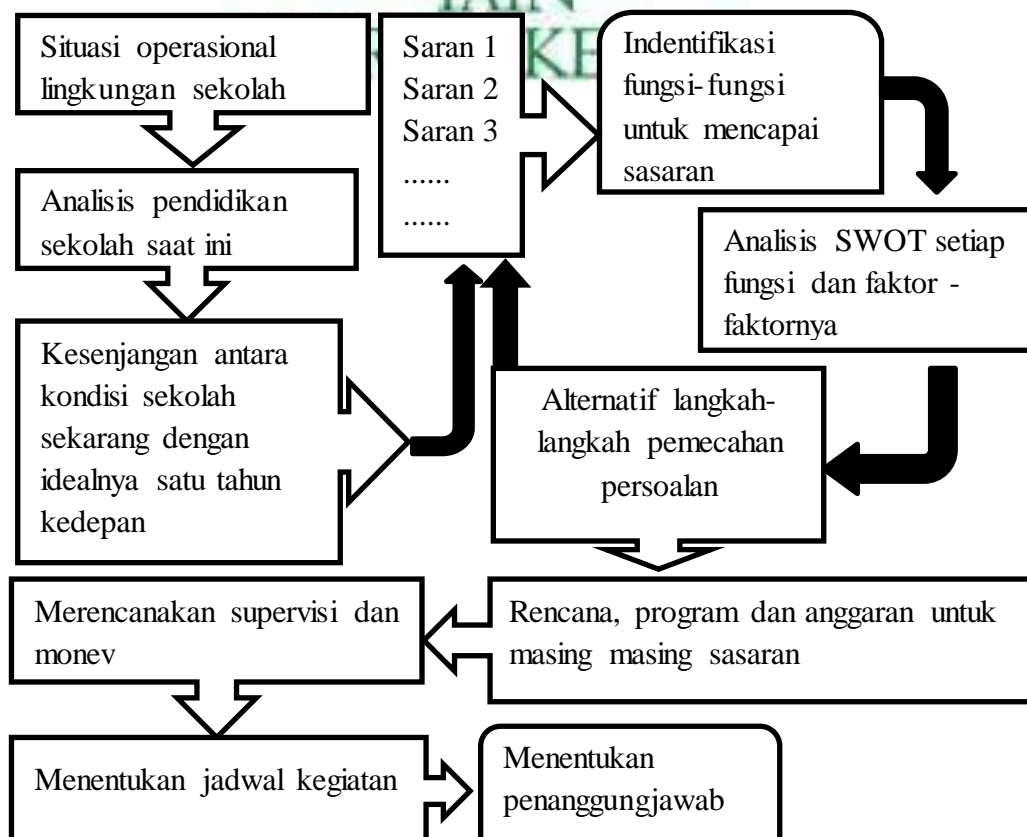 IAIN
Situasi operasional
lingkungan sekolah
Analisis pendidikan
sekolah saat ini
Kesenjangan antara
kondisi sekolah
sekarang dengan
idealnya satu tahun
kedepan
Saran 1
Saran 2
Saran 3
......
......
Indentifikasi
fungsi-fungsi
untuk mencapai
sasaran
Analisis SWOT setiap
fungsi dan faktor -
faktornya
Alternatif langkah-
langkah pemecahan
persoalan
Rencana, program dan anggaran untuk
masing masing sasaran
Merencanakan supervisi dan
monev
Menentukan jadwal kegiatan
Menentukan
penanggungjawab